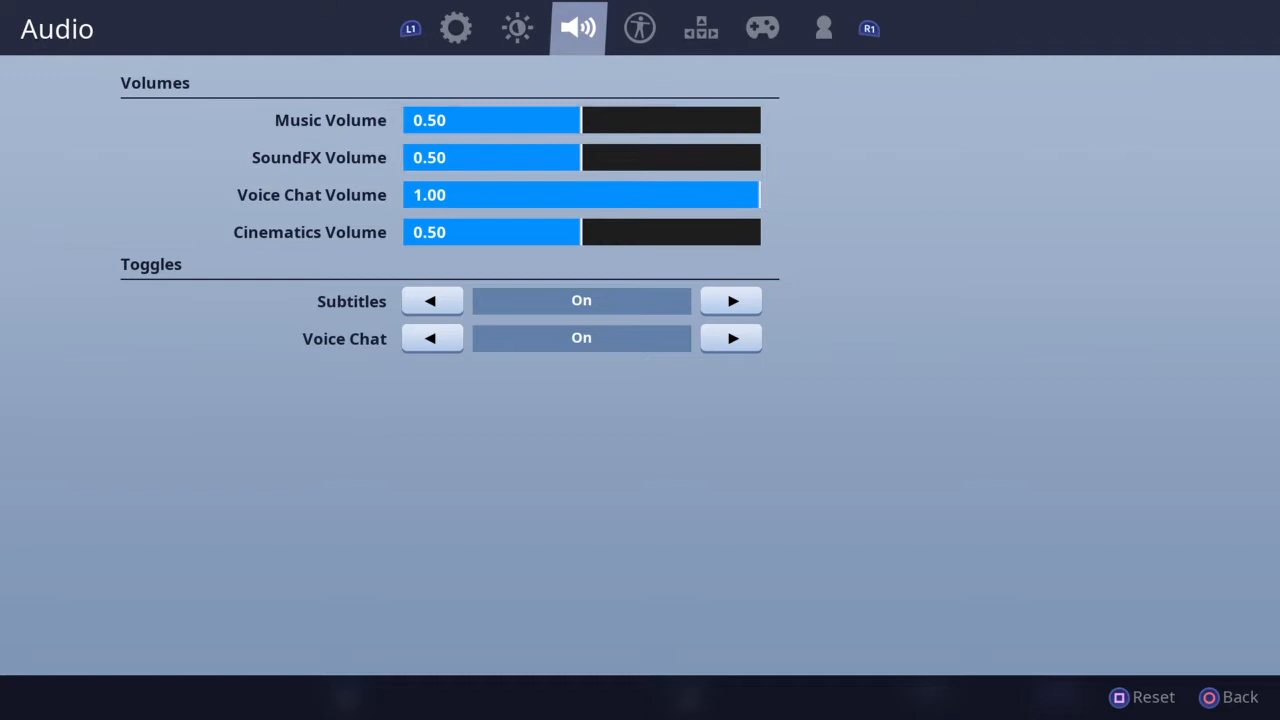 Audio
L1
R1
Volumes
Music Volume 0.50
SoundFX Volume 0.50
Voice Chat Volume 1.00
Cinematics Volume 0.50
Toggles
Subtitles On
Voice Chat On
Reset Back